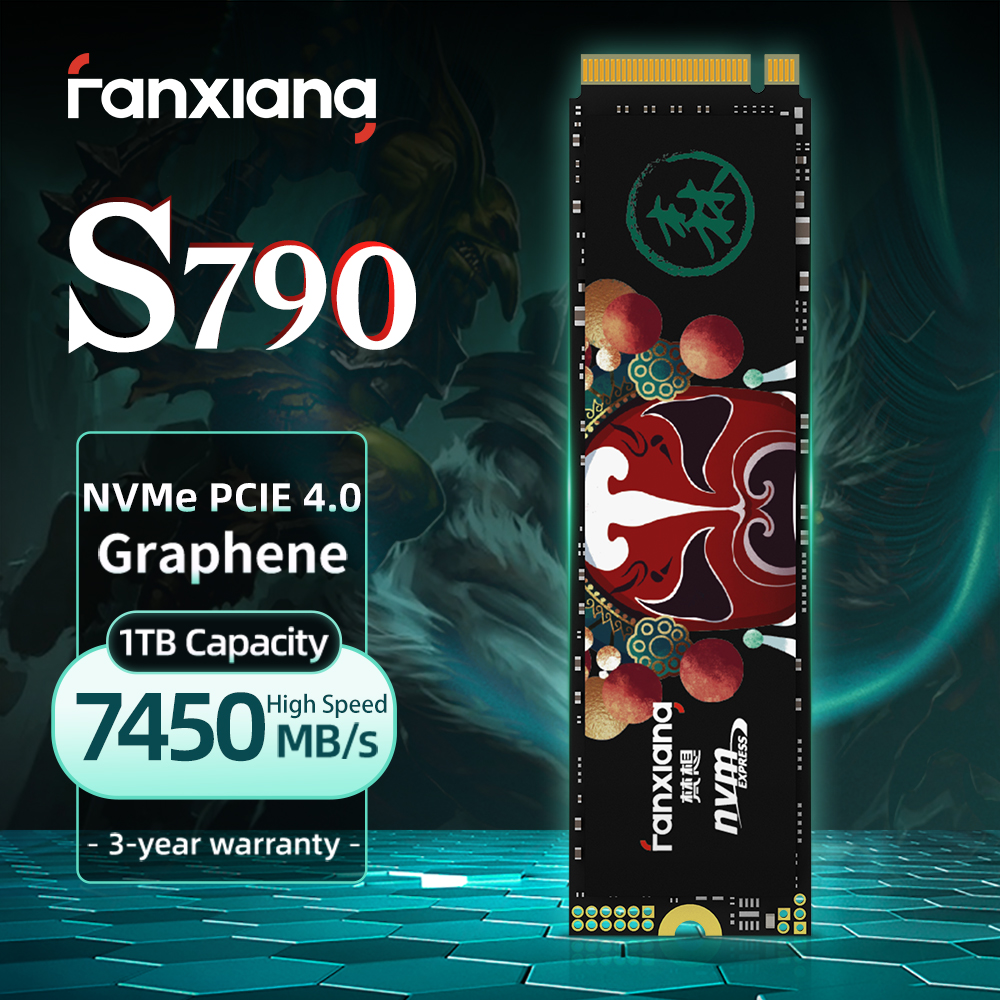 Fanxiang
S790
NVMe PCIE 4.0
Graphene
1TB Capacity
7450 High Speed
MB/s
- 3-year warranty -
Fanxiang
梵想
nvm
EXPRESS